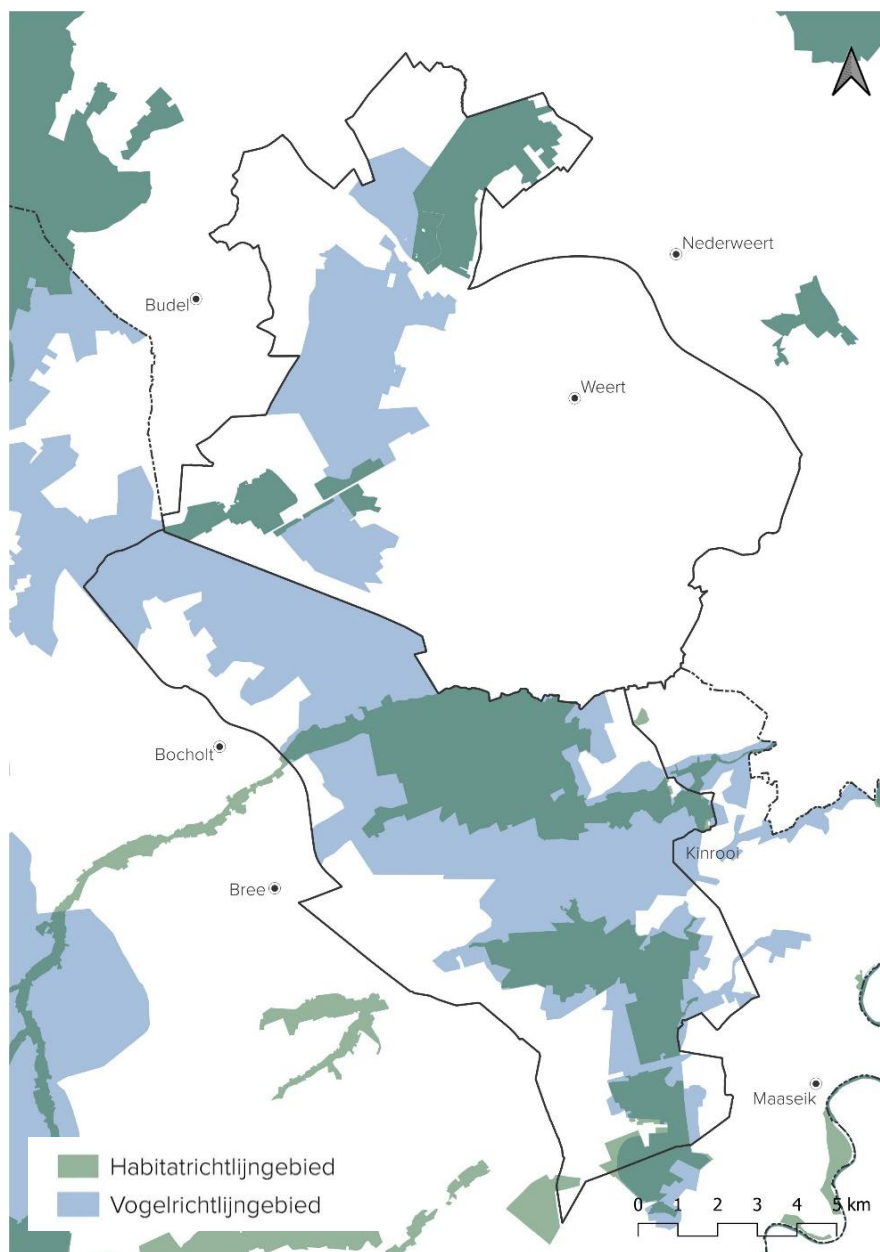 Nederweert
Budel
Weert
Bocholt
Kinrooi
Bree
Maaseik
Habitatrichtlijngebied
Vogelrichtlijngebied
0 1 2 3 4 5 km